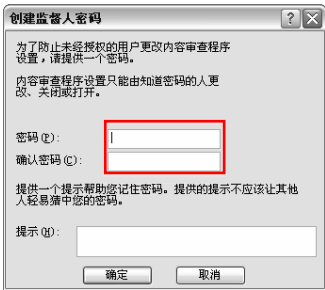 创建监督人密码
为了防止未经授权的用户更改内容审查程序
设置，请提供一个密码。
内容审查程序设置只能由知道密码的人更
改、关闭或打开。
密码(P):
确认密码(C):
提供一个提示帮助您记住密码。提供的提示不应该让其他
人轻易猜中您的密码。
提示(H):
确定 取消